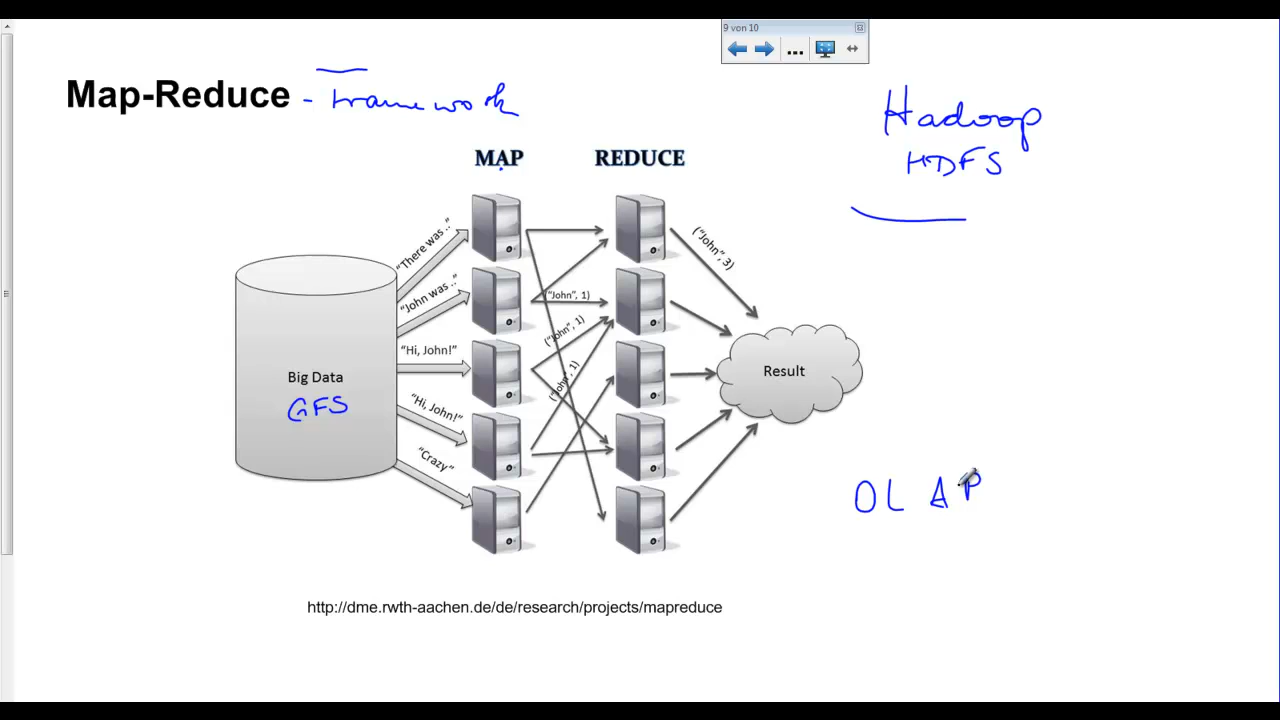 9 von 10
Map-Reduce - Framework
Hadoop
HDFS
MAP REDUCE
"There was .."
"John was .."
"Hi, John!"
"Hi, John!"
"Crazy"
Big Data
GFS
("John", 1)
("John", 1)
("John", 1)
("John", 3)
Result
OLAP
http://dme.rwth-aachen.de/de/research/projects/mapreduce